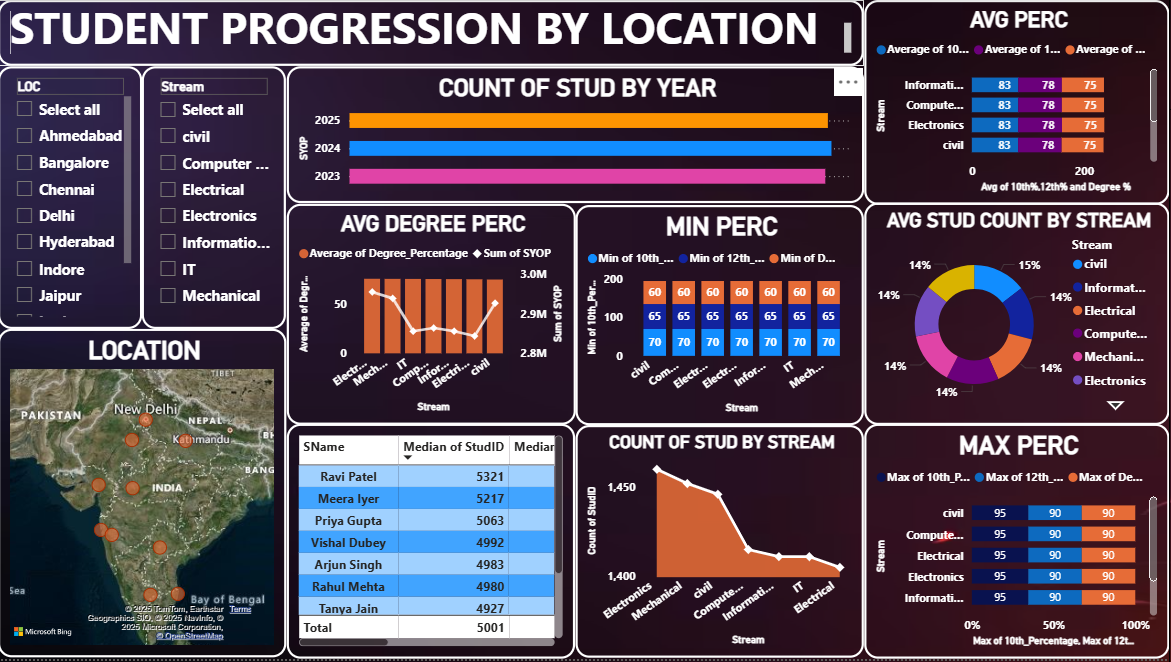 STUDENT PROGRESSION BY LOCATION
LOC
Select all
Ahmedabad
Bangalore
Chennai
Delhi
Hyderabad
Indore
Jaipur
Stream
Select all
civil
Computer ...
Electrical
Electronics
Informatio...
IT
Mechanical
COUNT OF STUD BY YEAR
...
SYOP
2025
2024
2023
AVG PERC
Average of 10... Average of 1... Average of ...
Stream
Informati... 83 78 75
Compute... 83 78 75
Electronics 83 78 75
civil 83 78 75
0 200
Avg of 10th%,12th% and Degree %
AVG DEGREE PERC
Average of Degree_Percentage Sum of SYOP
Average of Degr...
50
0
3.0M
2.9M
2.8M
Sum of SYOP
Electr... Mech... IT Comp... Infor... Electri... civil
Stream
MIN PERC
Min of 10th_... Min of 12th_... Min of D...
Min of 10th_Per...
200
100
0
60 60 60 60 60 60 60
65 65 65 65 65 65 65
70 70 70 70 70 70 70
civil Com... Electr... Electr... Infor... IT Mech...
Stream
AVG STUD COUNT BY STREAM
14% 15%
14% 14%
14% 14%
14%
Stream
civil
Informat...
Electrical
Compute...
Mechani...
Electronics
LOCATION
TIBET
PAKISTAN
New Delhi
NEPAL
Kathmandu
BH
BANG
INDIA
Sea
Bay of Bengal
© 2025 TomTom, Earthstar Terms
Geographics SIO, © 2025 NavInfo, ©
2025 Microsoft Corporation,
© OpenStreetMap
Microsoft Bing
SName Median of StudID Median
Ravi Patel 5321
Meera Iyer 5217
Priya Gupta 5063
Vishal Dubey 4992
Arjun Singh 4983
Rahul Mehta 4980
Tanya Jain 4927
Total 5001
COUNT OF STUD BY STREAM
Count of StudID
1,450
1,400
Electronics Mechanical civil Compute... Informati... IT Electrical
Stream
MAX PERC
Max of 10th_P... Max of 12th_... Max of De...
Stream
civil 95 90 90
Compute... 95 90 90
Electrical 95 90 90
Electronics 95 90 90
Informati... 95 90 90
0% 50% 100%
Max of 10th_Percentage, Max of 12t...